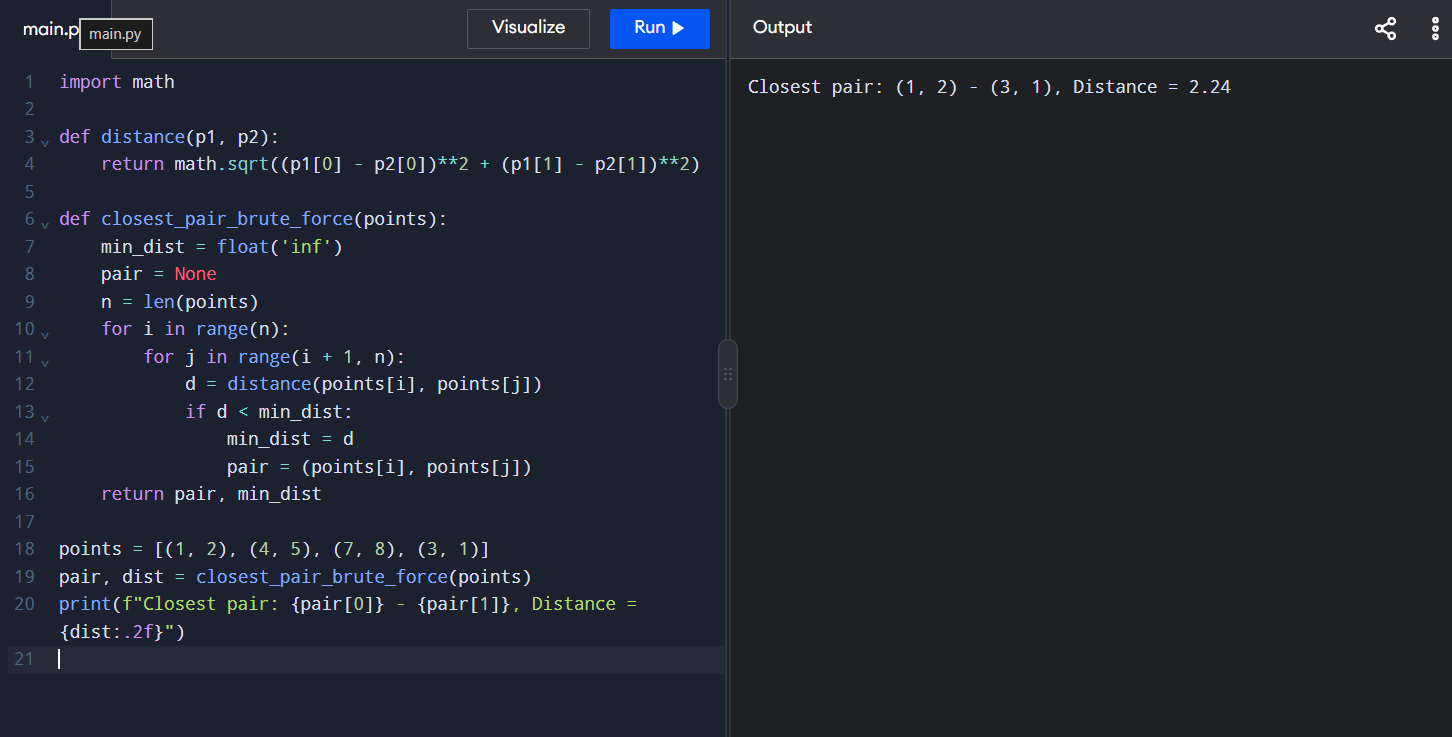 main.p
main.py
Visualize
Run
Output
1 import math
2
3 def distance(p1, p2):
4     return math.sqrt((p1[0] - p2[0])**2 + (p1[1] - p2[1])**2)
5
6 def closest_pair_brute_force(points):
7     min_dist = float('inf')
8     pair = None
9     n = len(points)
10     for i in range(n):
11         for j in range(i + 1, n):
12             d = distance(points[i], points[j])
13             if d < min_dist:
14                 min_dist = d
15                 pair = (points[i], points[j])
16     return pair, min_dist
17
18 points = [(1, 2), (4, 5), (7, 8), (3, 1)]
19 pair, dist = closest_pair_brute_force(points)
20 print(f"Closest pair: {pair[0]} - {pair[1]}, Distance =
{dist:.2f}")
21
Closest pair: (1, 2) - (3, 1), Distance = 2.24